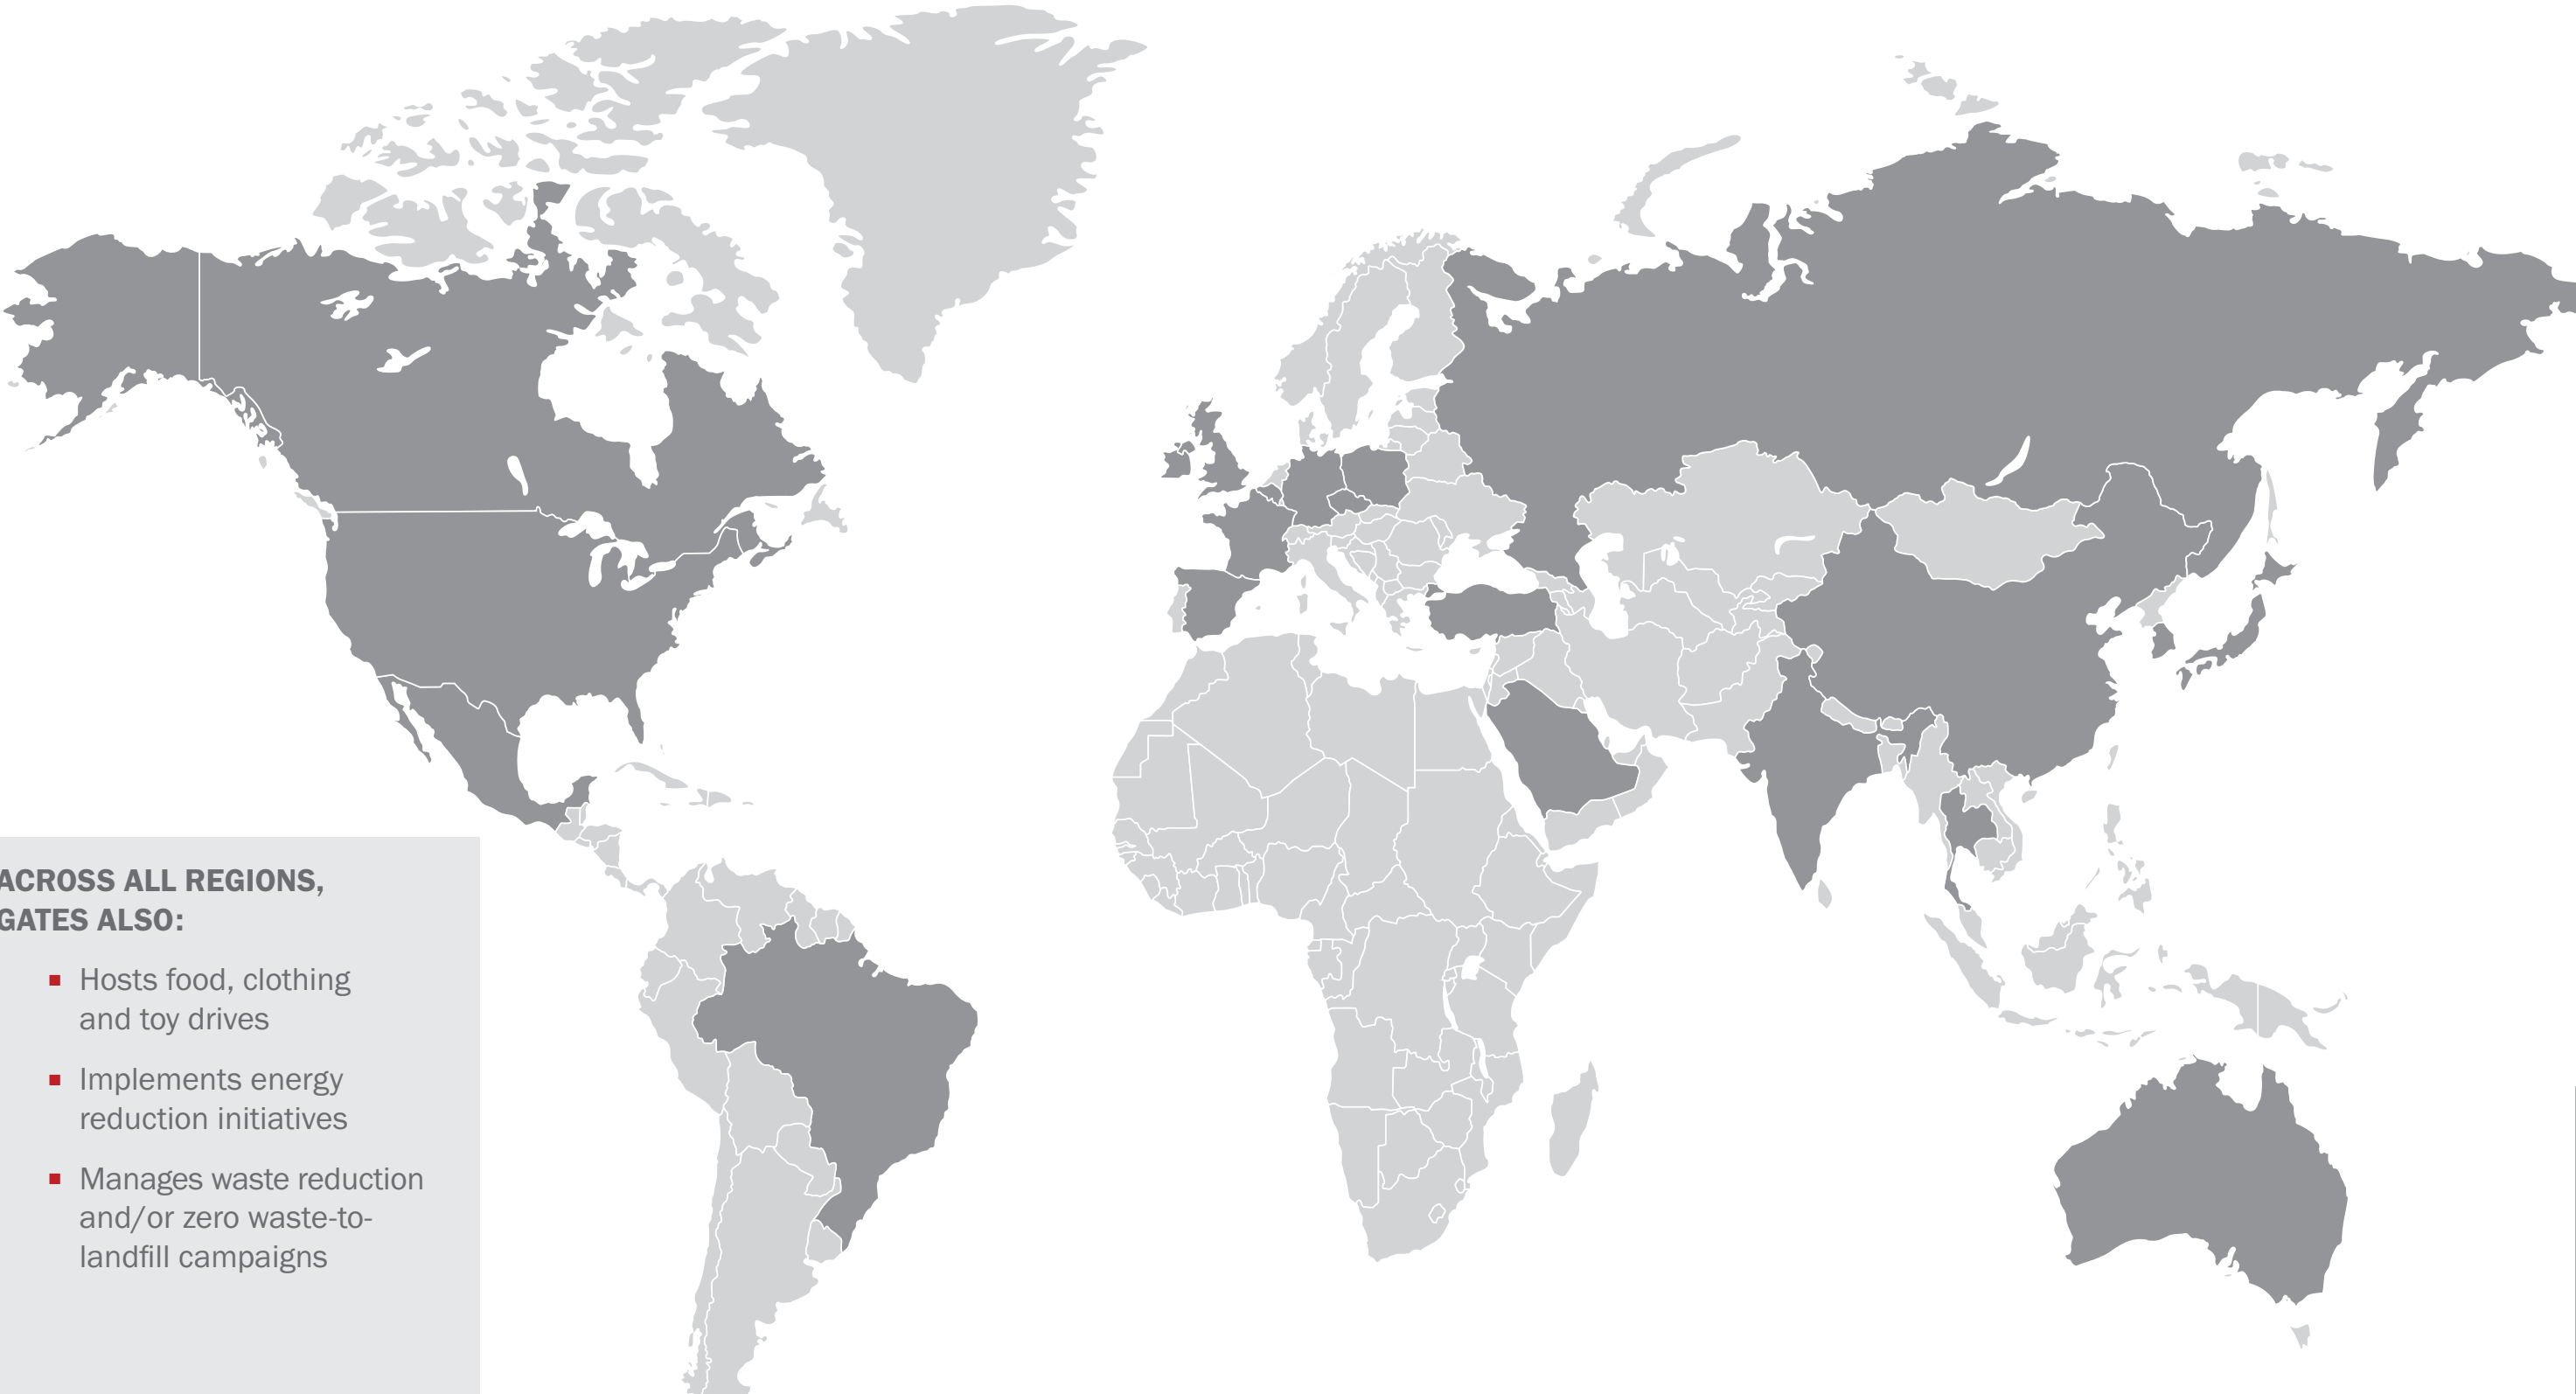 ACROSS ALL REGIONS,
GATES ALSO:
Hosts food, clothing
and toy drives
Implements energy
reduction initiatives
Manages waste reduction
and/or zero waste-to-
landfill campaigns